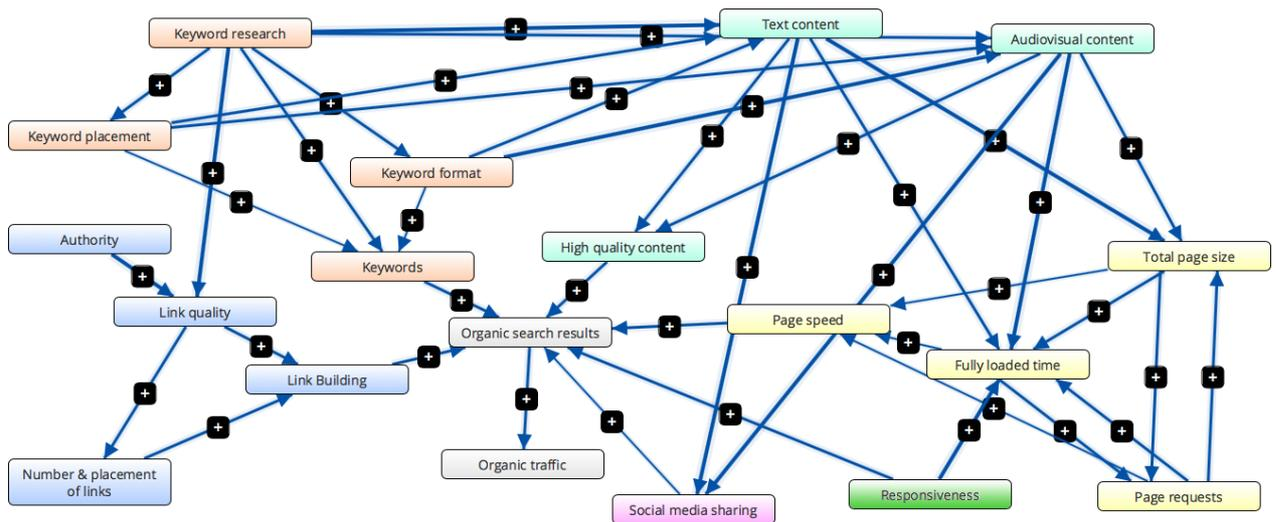 Text content
Keyword research
+
+
Audiovisual content
+
+
+
+
+
+
Keyword placement
+
+
+
+
+
Keyword format
+
+
+
+
+
Authority
High quality content
Total page size
Keywords
+
+
+
+
+
+
Link quality
+
Page speed
Organic search results
+
+
+
+
Fully loaded time
Link Building
+
+
+
+
+
+
+
+
+
+
+
Organic traffic
Number & placement
of links
Responsiveness
Page requests
Social media sharing